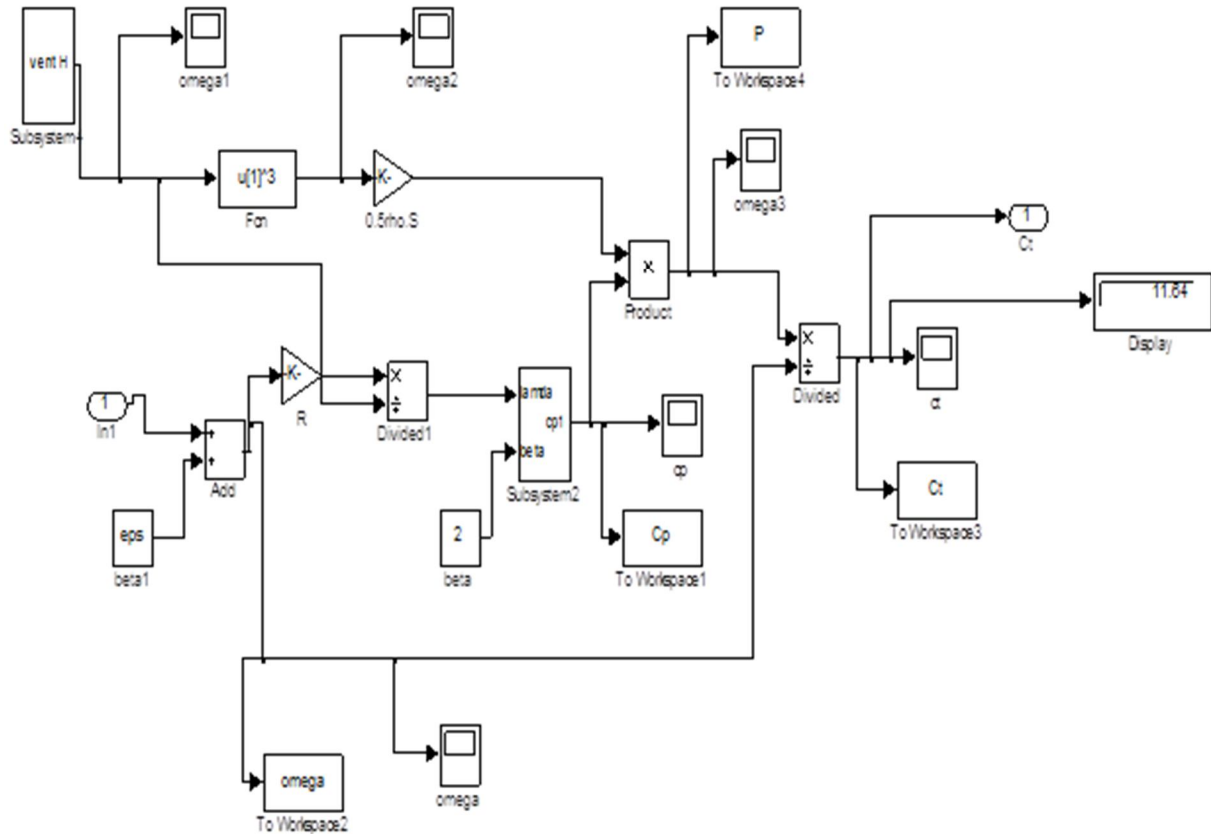 vent H
Subsystem
omega1
omega2
P
To Workspace4
u[1]^3
Fcn
K-
0.5rho.S
omega3
1
Ct
X
Product
11.64
Display
X
÷
Divided
ct
1
In1
K-
R
X
÷
Divided1
lamda
cp1
beta
Subsystem2
cp
+
+
Add
Ct
To Workspace3
eps
beta1
2
beta
Cp
To Workspace1
omega
To Workspace2
omega